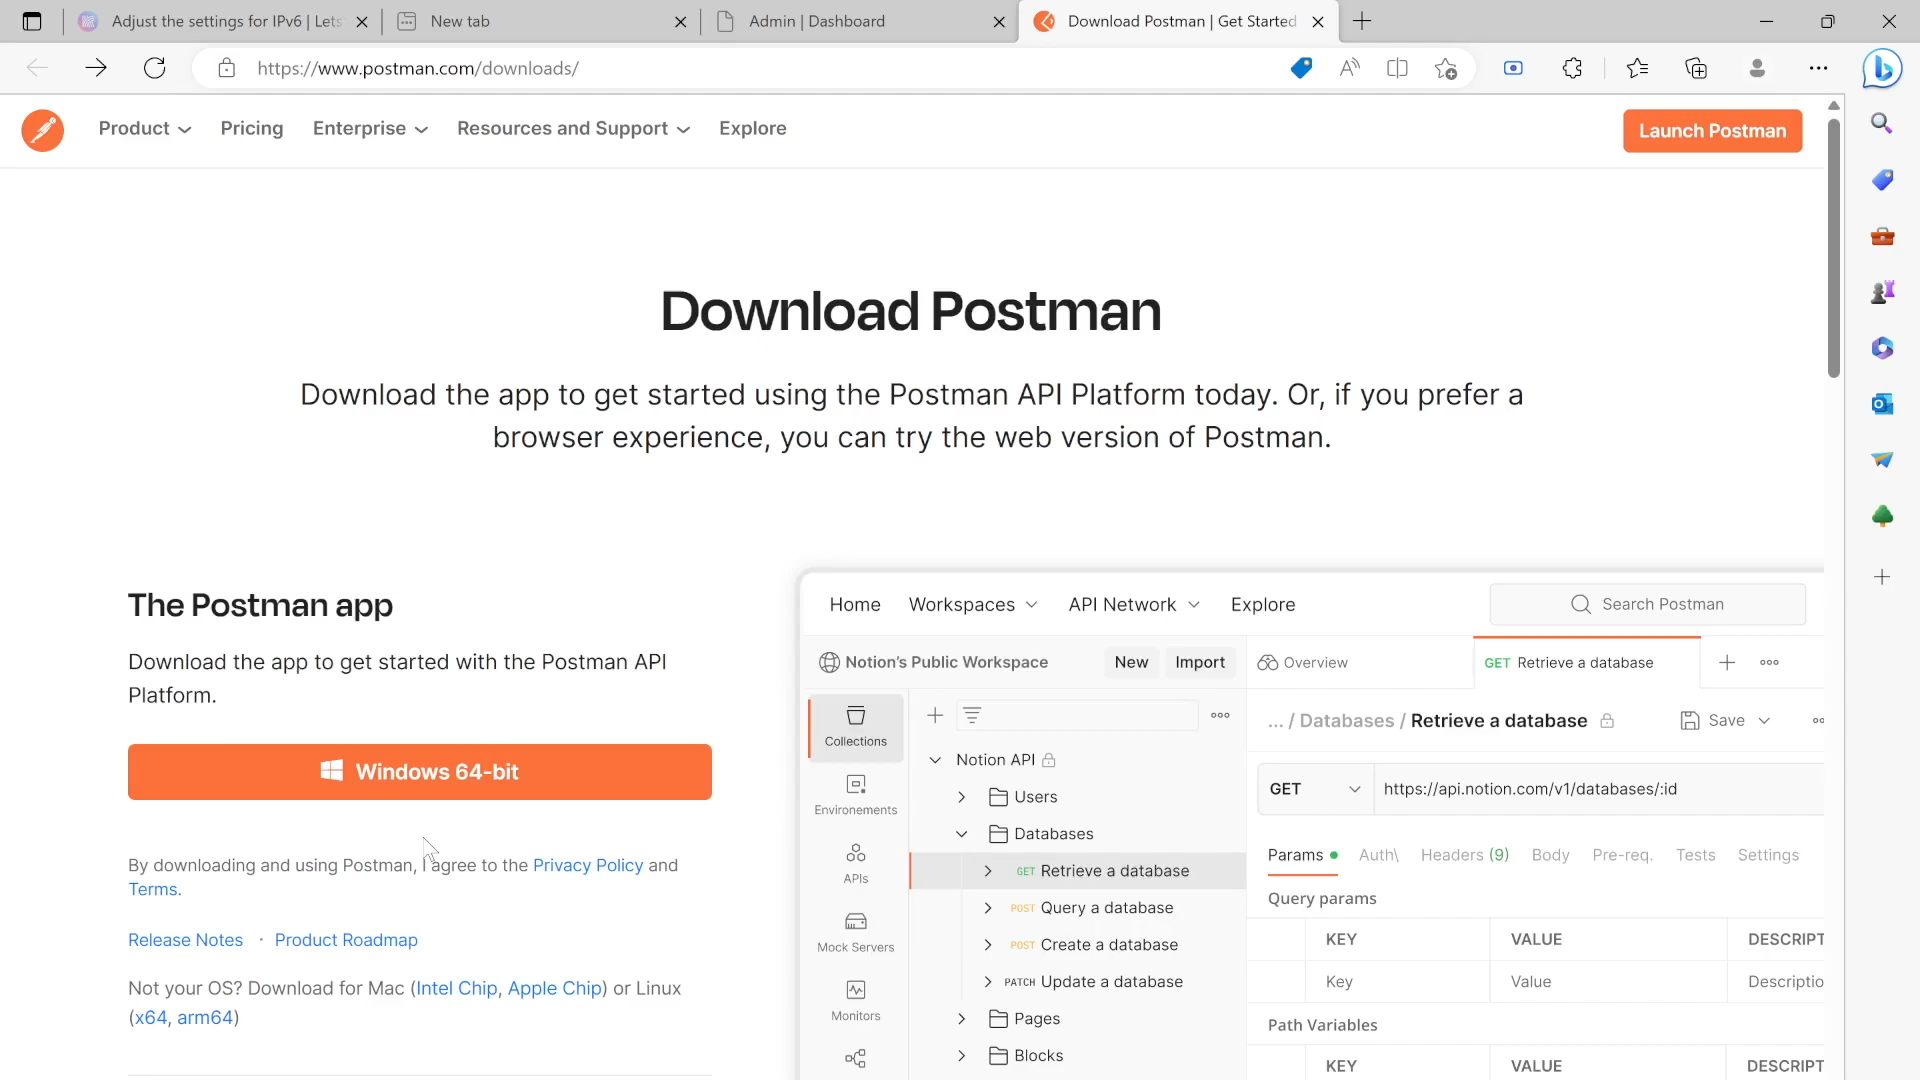 Adjust the settings for IPv6 | Lets
New tab
Admin | Dashboard
Download Postman | Get Started
https://www.postman.com/downloads/
Product
Pricing
Enterprise
Resources and Support
Explore
Launch Postman
Download Postman
Download the app to get started using the Postman API Platform today. Or, if you prefer a
browser experience, you can try the web version of Postman.
The Postman app
Download the app to get started with the Postman API
Platform.
Windows 64-bit
By downloading and using Postman, I agree to the Privacy Policy and
Terms.
Release Notes · Product Roadmap
Not your OS? Download for Mac (Intel Chip, Apple Chip) or Linux
(x64, arm64)
Home
Workspaces
API Network
Explore
Search Postman
Notion's Public Workspace
New
Import
Overview
GET Retrieve a database
Collections
Environements
APIs
Mock Servers
Monitors
Notion API
Users
Databases
GET Retrieve a database
POST Query a database
POST Create a database
PATCH Update a database
Pages
Blocks
... / Databases / Retrieve a database
Save
GET
https://api.notion.com/v1/databases/:id
Params
Auth\
Headers (9)
Body
Pre-req.
Tests
Settings
Query params
KEY
VALUE
DESCRIPT
Key
Value
Descriptio
Path Variables
KEY
VALUE
DESCRIPT